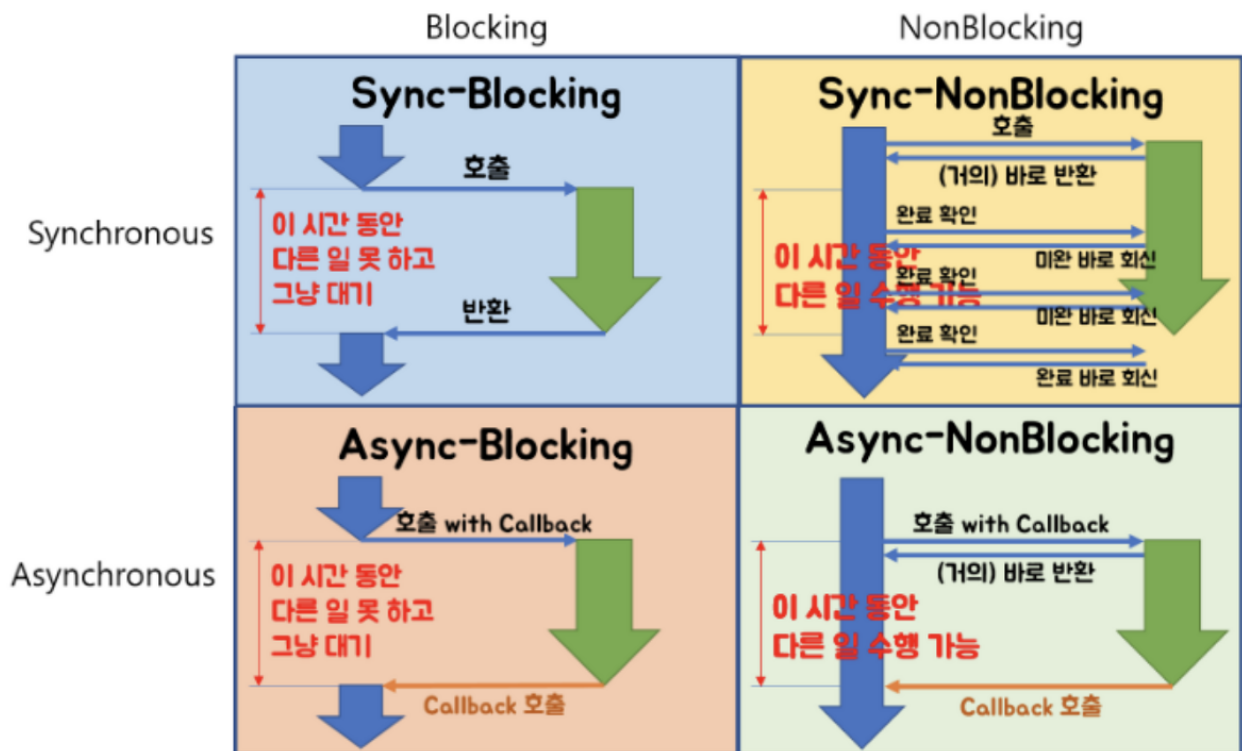 Blocking
NonBlocking
Synchronous
Sync-Blocking
호출
이 시간 동안
다른 일 못 하고
그냥 대기
반환
Sync-NonBlocking
호출
(거의) 바로 반환
완료 확인
이 시간 동안
미완 바로 회신
완료 확인
다른 일 수행 가능
미완 바로 회신
완료 확인
완료 바로 회신
Asynchronous
Async-Blocking
호출 with Callback
이 시간 동안
다른 일 못 하고
그냥 대기
Callback 호출
Async-NonBlocking
호출 with Callback
(거의) 바로 반환
이 시간 동안
다른 일 수행 가능
Callback 호출